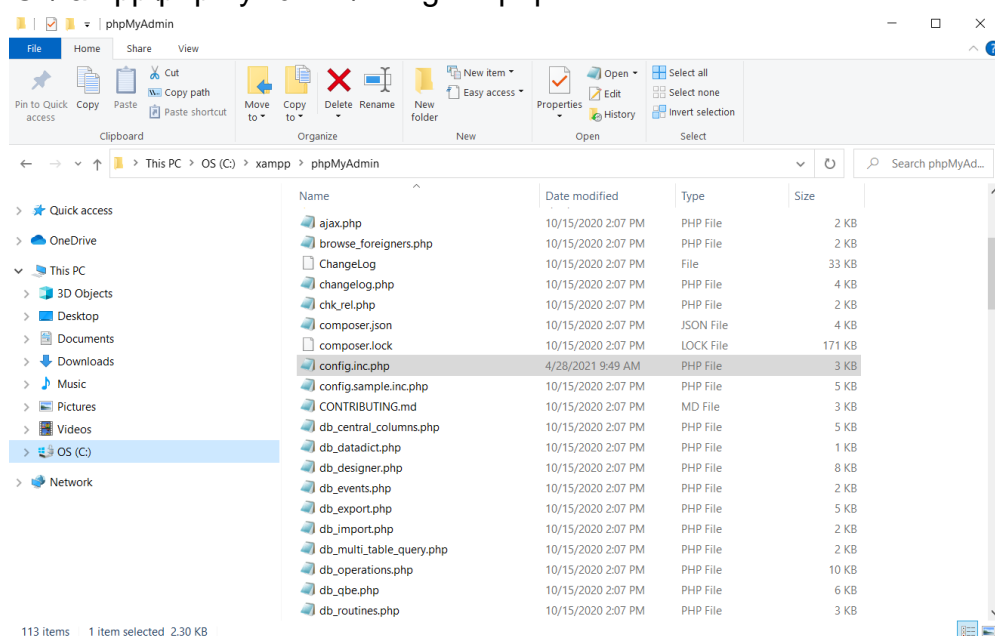 phpMyAdmin
File Home Share View
Pin to Quick access
Copy
Paste
Cut
Copy path
Paste shortcut
Clipboard
Move to
Copy to
Delete
Rename
Organize
New folder
New item
Easy access
New
Properties
Open
Edit
History
Open
Select all
Select none
Invert selection
Select
This PC > OS (C:) > xampp > phpMyAdmin
Search phpMyAd...
Name Date modified Type Size
Quick access
OneDrive
This PC
3D Objects
Desktop
Documents
Downloads
Music
Pictures
Videos
OS (C:)
Network
ajax.php 10/15/2020 2:07 PM PHP File 2 KB
browse_foreigners.php 10/15/2020 2:07 PM PHP File 2 KB
ChangeLog 10/15/2020 2:07 PM File 33 KB
changelog.php 10/15/2020 2:07 PM PHP File 4 KB
chk_rel.php 10/15/2020 2:07 PM PHP File 2 KB
composer.json 10/15/2020 2:07 PM JSON File 4 KB
composer.lock 10/15/2020 2:07 PM LOCK File 171 KB
config.inc.php 4/28/2021 9:49 AM PHP File 3 KB
config.sample.inc.php 10/15/2020 2:07 PM PHP File 5 KB
CONTRIBUTING.md 10/15/2020 2:07 PM MD File 3 KB
db_central_columns.php 10/15/2020 2:07 PM PHP File 5 KB
db_datadict.php 10/15/2020 2:07 PM PHP File 1 KB
db_designer.php 10/15/2020 2:07 PM PHP File 8 KB
db_events.php 10/15/2020 2:07 PM PHP File 2 KB
db_export.php 10/15/2020 2:07 PM PHP File 5 KB
db_import.php 10/15/2020 2:07 PM PHP File 2 KB
db_multi_table_query.php 10/15/2020 2:07 PM PHP File 2 KB
db_operations.php 10/15/2020 2:07 PM PHP File 10 KB
db_qbe.php 10/15/2020 2:07 PM PHP File 6 KB
db_routines.php 10/15/2020 2:07 PM PHP File 3 KB
113 items 1 item selected 2.30 KB